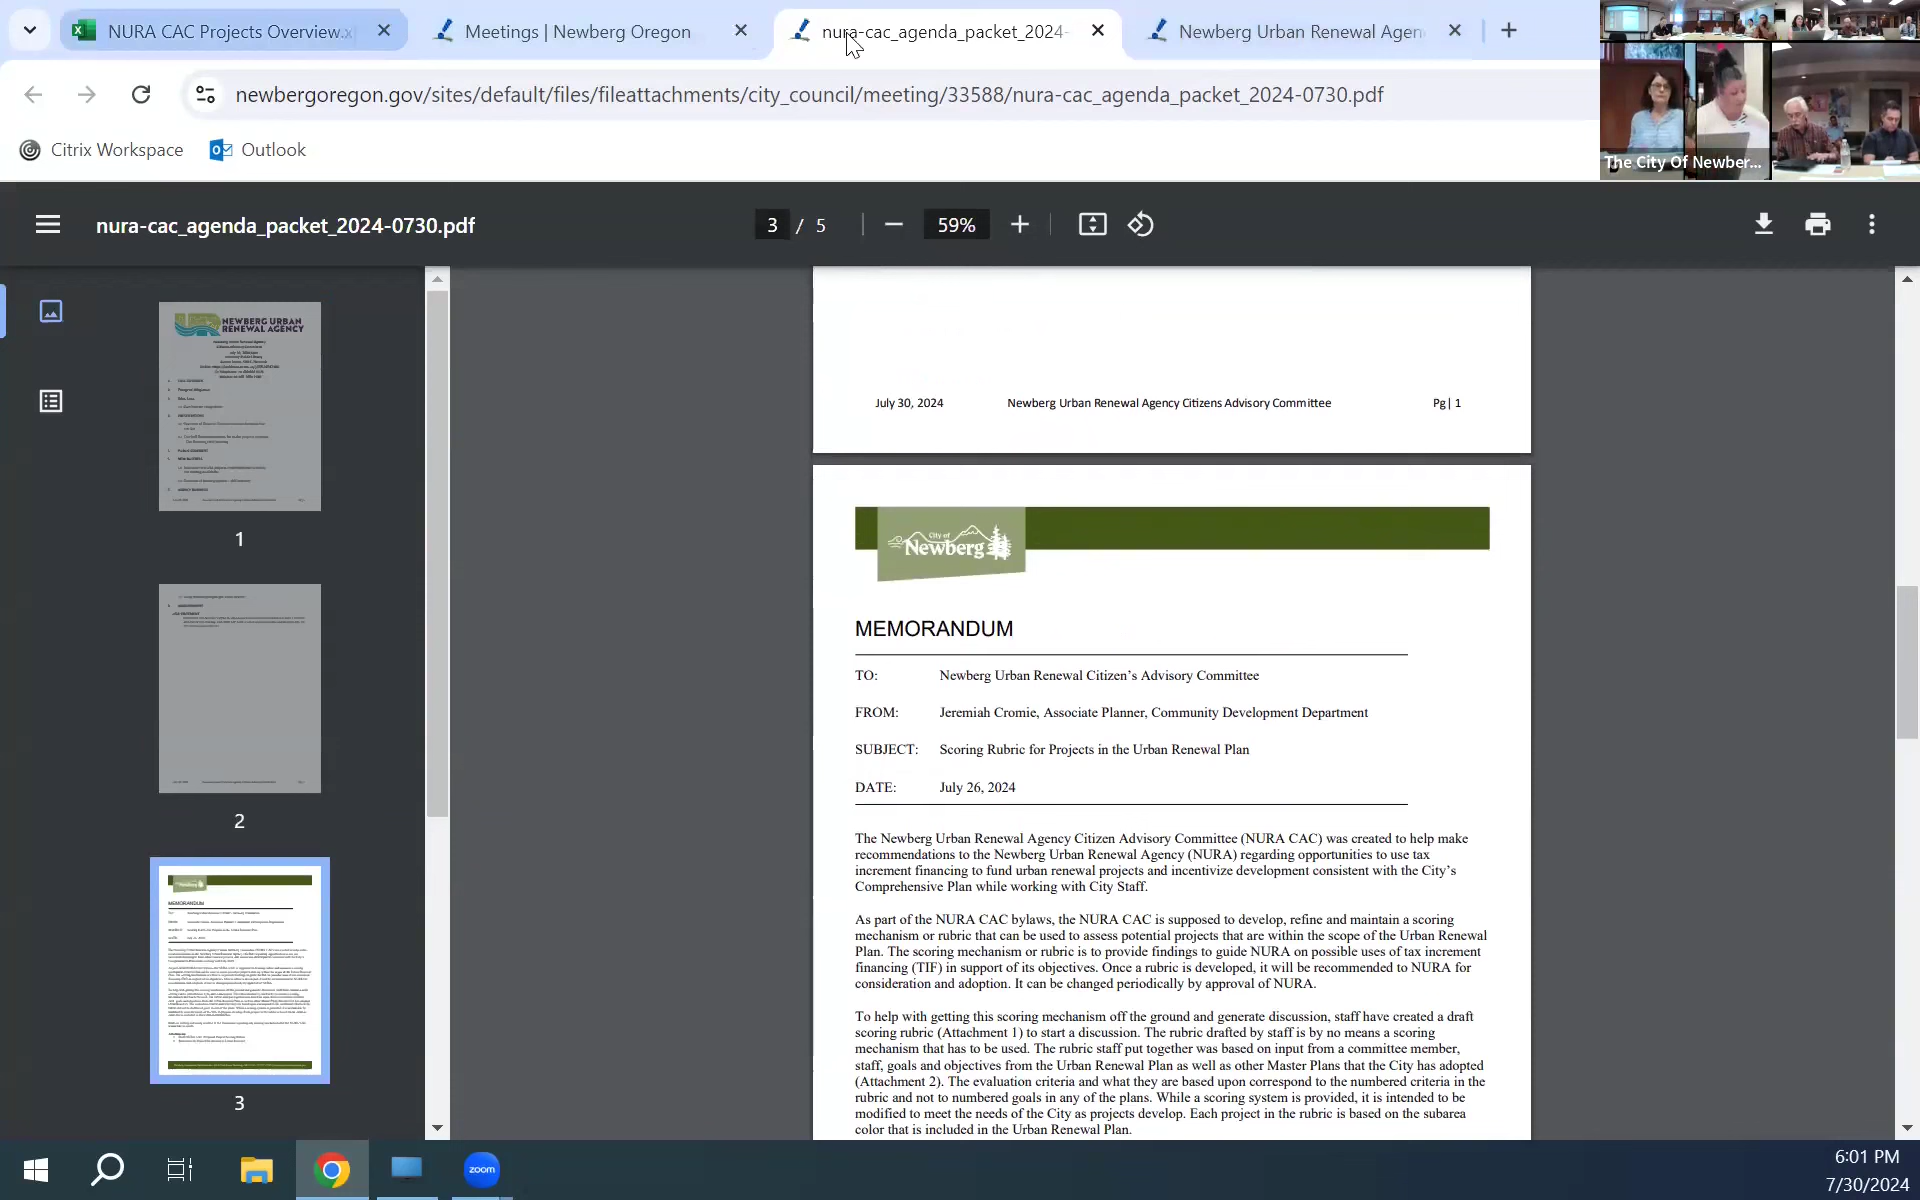 NURA CAC Projects Overview.x
Meetings | Newberg Oregon
nura-cac_agenda_packet_2024-
Newberg Urban Renewal Agen
newbergoregon.gov/sites/default/files/fileattachments/city_council/meeting/33588/nura-cac_agenda_packet_2024-0730.pdf
Citrix Workspace
Outlook
The City Of Newber...
nura-cac_agenda_packet_2024-0730.pdf
3 / 5
59%
NEWBERG URBAN
RENEWAL AGENCY
1
2
MEMORANDUM
3
July 30, 2024 Newberg Urban Renewal Agency Citizens Advisory Committee Pg| 1
City of
Newberg
MEMORANDUM
TO: Newberg Urban Renewal Citizen's Advisory Committee
FROM: Jeremiah Cromie, Associate Planner, Community Development Department
SUBJECT: Scoring Rubric for Projects in the Urban Renewal Plan
DATE: July 26, 2024
The Newberg Urban Renewal Agency Citizen Advisory Committee (NURA CAC) was created to help make
recommendations to the Newberg Urban Renewal Agency (NURA) regarding opportunities to use tax
increment financing to fund urban renewal projects and incentivize development consistent with the City's
Comprehensive Plan while working with City Staff.
As part of the NURA CAC bylaws, the NURA CAC is supposed to develop, refine and maintain a scoring
mechanism or rubric that can be used to assess potential projects that are within the scope of the Urban Renewal
Plan. The scoring mechanism or rubric is to provide findings to guide NURA on possible uses of tax increment
financing (TIF) in support of its objectives. Once a rubric is developed, it will be recommended to NURA for
consideration and adoption. It can be changed periodically by approval of NURA.
To help with getting this scoring mechanism off the ground and generate discussion, staff have created a draft
scoring rubric (Attachment 1) to start a discussion. The rubric drafted by staff is by no means a scoring
mechanism that has to be used. The rubric staff put together was based on input from a committee member,
staff, goals and objectives from the Urban Renewal Plan as well as other Master Plans that the City has adopted
(Attachment 2). The evaluation criteria and what they are based upon correspond to the numbered criteria in the
rubric and not to numbered goals in any of the plans. While a scoring system is provided, it is intended to be
modified to meet the needs of the City as projects develop. Each project in the rubric is based on the subarea
color that is included in the Urban Renewal Plan.
zoom
6:01 PM
7/30/2024